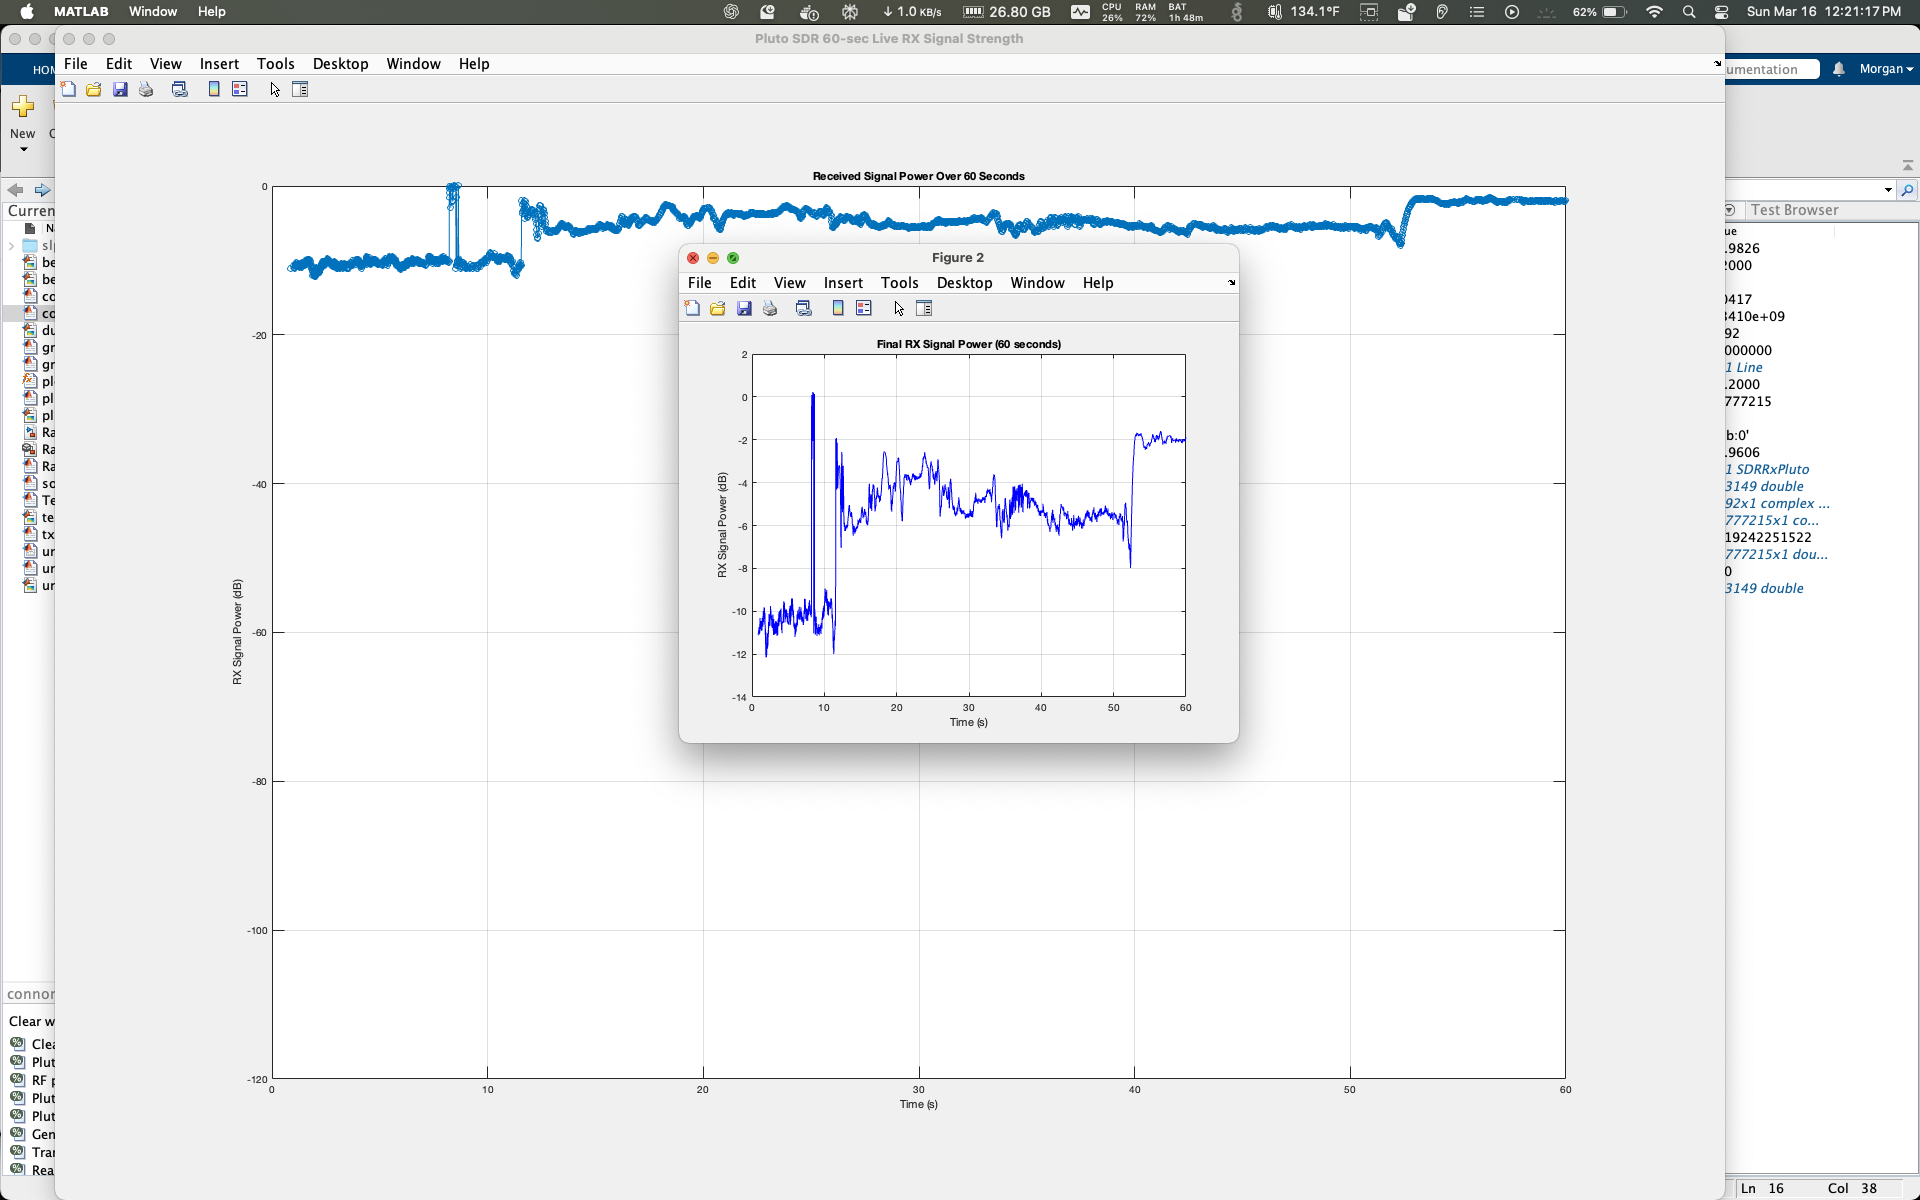 MATLAB Window Help
1.0 KB/s 26.80 GB CPU 26% RAM 72% BAT 1h 48m 134.1°F 62% Sun Mar 16 12:21:17 PM
Pluto SDR 60-sec Live RX Signal Strength
File Edit View Insert Tools Desktop Window Help
HOM
umentation
Morgan
New
Curren
Test Browser
Received Signal Power Over 60 Seconds
0
-20
-40
-60
-80
-100
-120
RX Signal Power (dB)
0 10 20 30 40 50 60
Time (s)
Figure 2
File Edit View Insert Tools Desktop Window Help
Final RX Signal Power (60 seconds)
2
0
-2
-4
-6
-8
-10
-12
-14
RX Signal Power (dB)
0 10 20 30 40 50 60
Time (s)
slp
be
be
co
co
du
gr
gr
pl
pl
pl
Ra
Ra
Ra
so
Te
te
tx
un
un
un
connor
Clear w
Clea
Plut
RF p
Plut
Plut
Gen
Tran
Rea
ue
.9826
2000
0417
3410e+09
92
000000
1 Line
.2000
777215
b:0'
.9606
1 SDRRxPluto
3149 double
92x1 complex ...
777215x1 co...
19242251522
777215x1 dou...
0
3149 double
Ln 16 Col 38